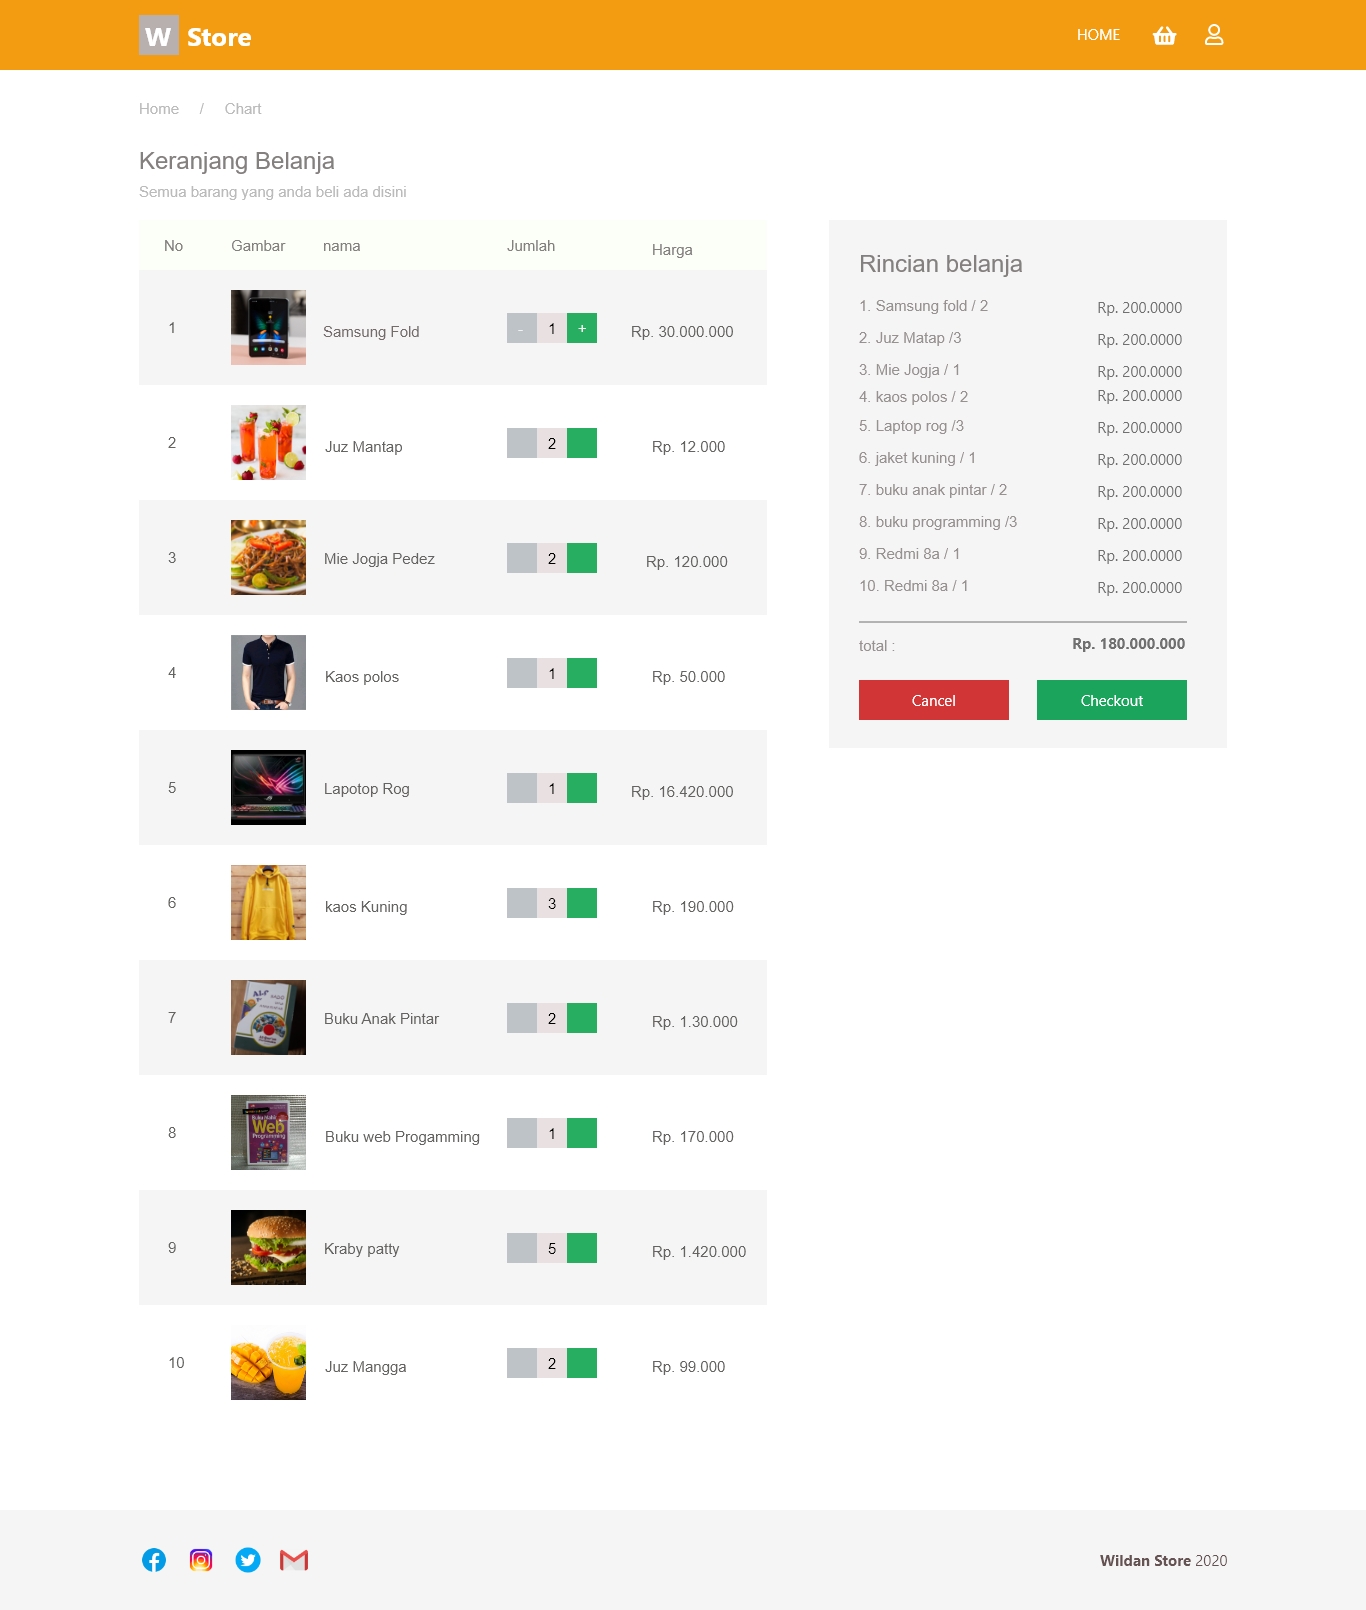 W Store
HOME
Home / Chart
Keranjang Belanja
Semua barang yang anda beli ada disini
No Gambar nama Jumlah Harga
1 Samsung Fold - 1 + Rp. 30.000.000
2 Juz Mantap 2 Rp. 12.000
3 Mie Jogja Pedez 2 Rp. 120.000
4 Kaos polos 1 Rp. 50.000
5 Lapotop Rog 1 Rp. 16.420.000
6 kaos Kuning 3 Rp. 190.000
7 Buku Anak Pintar 2 Rp. 1.30.000
8 Buku web Progamming 1 Rp. 170.000
Web
Programming
9 Kraby patty 5 Rp. 1.420.000
10 Juz Mangga 2 Rp. 99.000
Rincian belanja
1. Samsung fold / 2 Rp. 200.0000
2. Juz Matap /3 Rp. 200.0000
3. Mie Jogja / 1 Rp. 200.0000
4. kaos polos / 2 Rp. 200.0000
5. Laptop rog /3 Rp. 200.0000
6. jaket kuning / 1 Rp. 200.0000
7. buku anak pintar / 2 Rp. 200.0000
8. buku programming /3 Rp. 200.0000
9. Redmi 8a / 1 Rp. 200.0000
10. Redmi 8a / 1 Rp. 200.0000
total : Rp. 180.000.000
Cancel Checkout
Wildan Store 2020